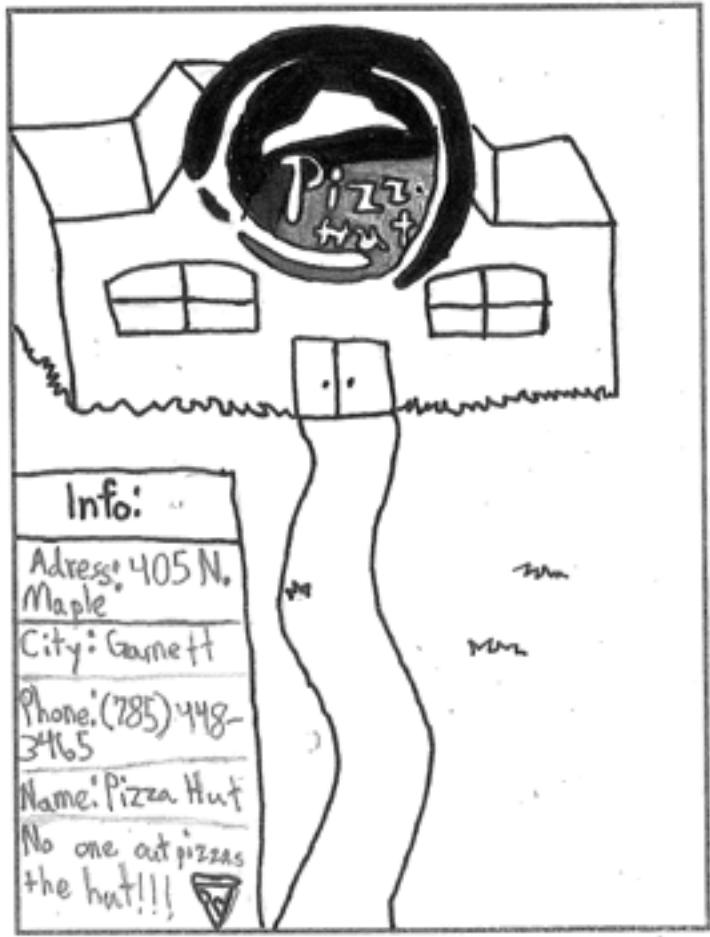 Pizz.
Hut
Info:
Adress: 405 N.
Maple
City: Garnett
Phone: (785) 448-
3465
Name: Pizza Hut
No one out pizzas
the hut!!!